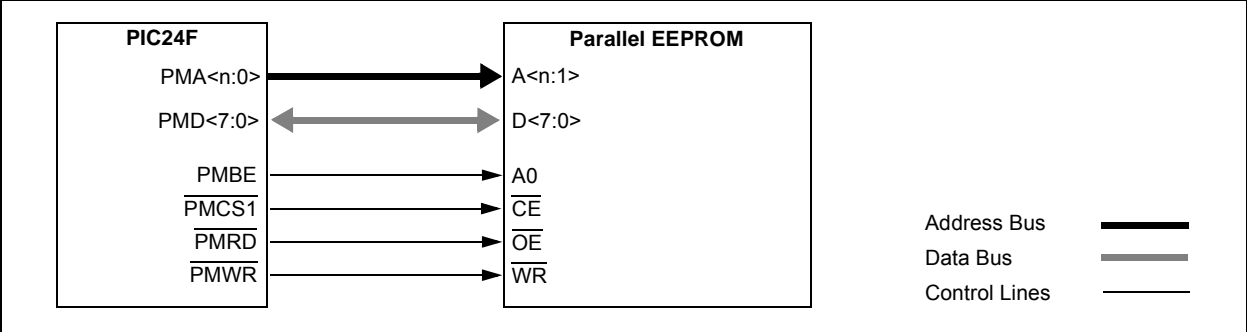 PIC24F
Parallel EEPROM
PMA<n:0>
A<n:1>
PMD<7:0>
D<7:0>
PMBE
A0
PMCS1
CE
PMRD
OE
PMWR
WR
Address Bus
Data Bus
Control Lines